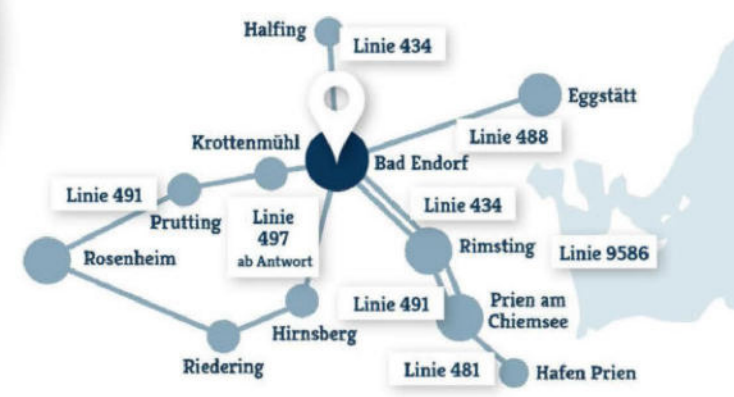 Halfing
Linie 434
Eggstätt
Linie 488
Krottenmühl
Bad Endorf
Linie 491
Prutting
Linie
497
ab Antwort
Linie 434
Rosenheim
Rimsting
Linie 9586
Linie 491
Prien am
Chiemsee
Hirnsberg
Riedering
Linie 481
Hafen Prien